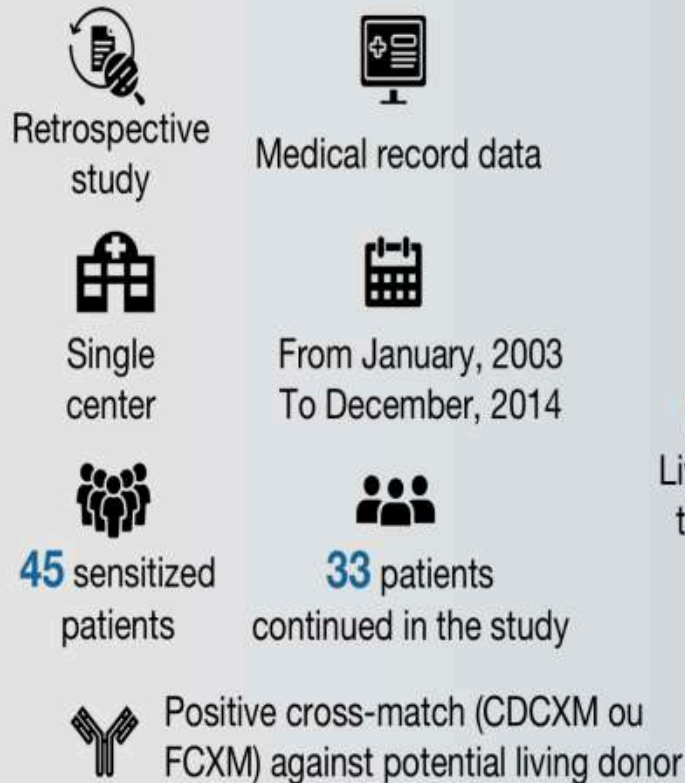 Retrospective
study
Medical record data
Single
center
From January, 2003
To December, 2014
45 sensitized
patients
33 patients
continued in the study
Positive cross-match (CDCXM ou
FCXM) against potential living donor